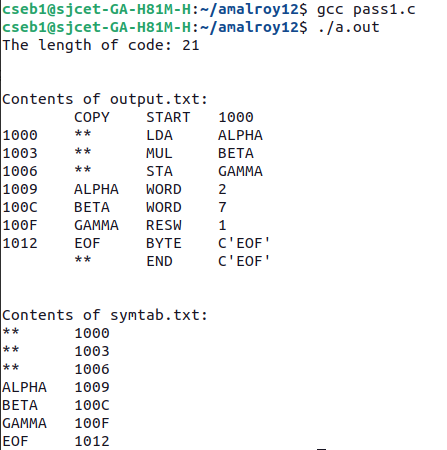 cseb1@sjcet-GA-H81M-H:~/amalroy12$ gcc pass1.c
cseb1@sjcet-GA-H81M-H:~/amalroy12$ ./a.out
The length of code: 21
Contents of output.txt:
COPY START 1000
1000 ** LDA ALPHA
1003 ** MUL BETA
1006 ** STA GAMMA
1009 ALPHA WORD 2
100C BETA WORD 7
100F GAMMA RESW 1
1012 EOF BYTE C'EOF'
** END C'EOF'
Contents of symtab.txt:
** 1000
** 1003
** 1006
ALPHA 1009
BETA 100C
GAMMA 100F
EOF 1012